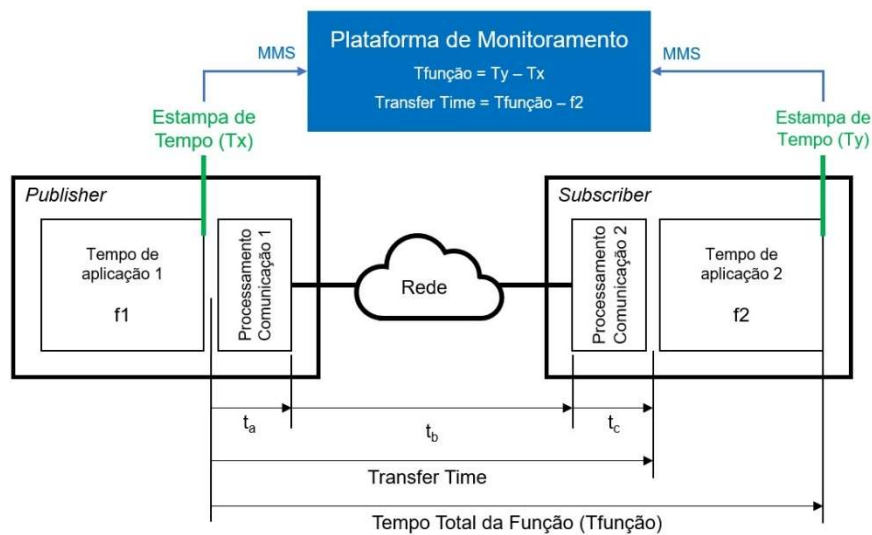 Plataforma de Monitoramento
Tfunção = Ty – Tx
Transfer Time = Tfunção – f2
MMS
MMS
Estampa de
Tempo (Tx)
Estampa de
Tempo (Ty)
Publisher
Tempo de
aplicação 1
f1
Processamento
Comunicação 1
Rede
Subscriber
Processamento
Comunicação 2
Tempo de
aplicação 2
f2
ta
tb
tc
Transfer Time
Tempo Total da Função (Tfunção)